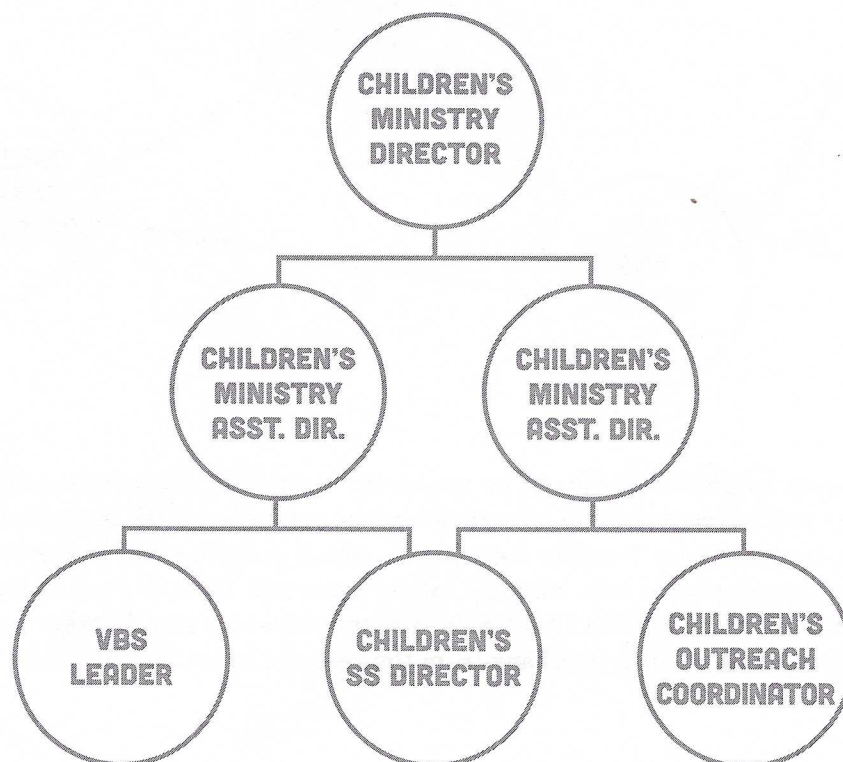 CHILDREN'S
MINISTRY
DIRECTOR
CHILDREN'S
MINISTRY
ASST. DIR.
CHILDREN'S
MINISTRY
ASST. DIR.
VBS
LEADER
CHILDREN'S
SS DIRECTOR
CHILDREN'S
OUTREACH
COORDINATOR